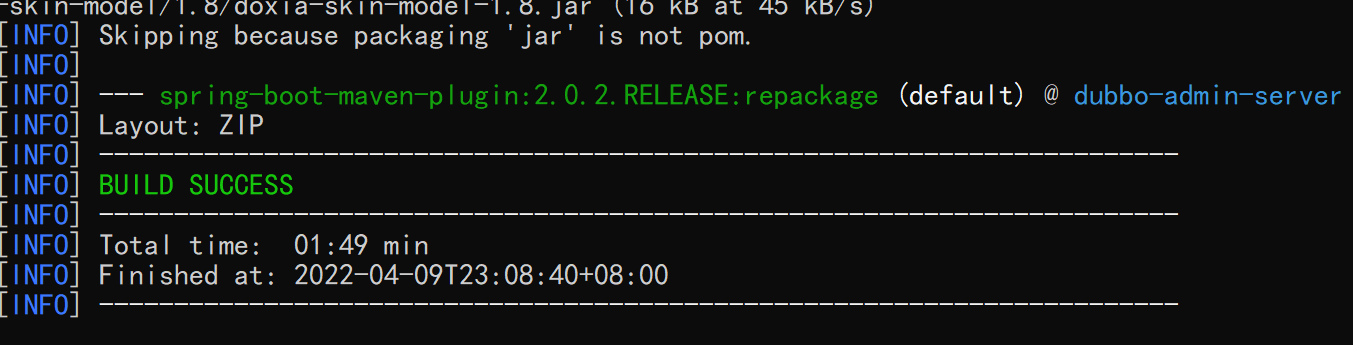 -skin-model/1.8/doxia-skin-model-1.8.jar (16 kB at 45 kB/s)
[INFO] Skipping because packaging 'jar' is not pom.
[INFO]
[INFO] --- spring-boot-maven-plugin:2.0.2.RELEASE:repackage (default) @ dubbo-admin-server
[INFO] Layout: ZIP
[INFO] ------------------------------------------------------------------------
[INFO] BUILD SUCCESS
[INFO] ------------------------------------------------------------------------
[INFO] Total time:  01:49 min
[INFO] Finished at: 2022-04-09T23:08:40+08:00
[INFO] ------------------------------------------------------------------------